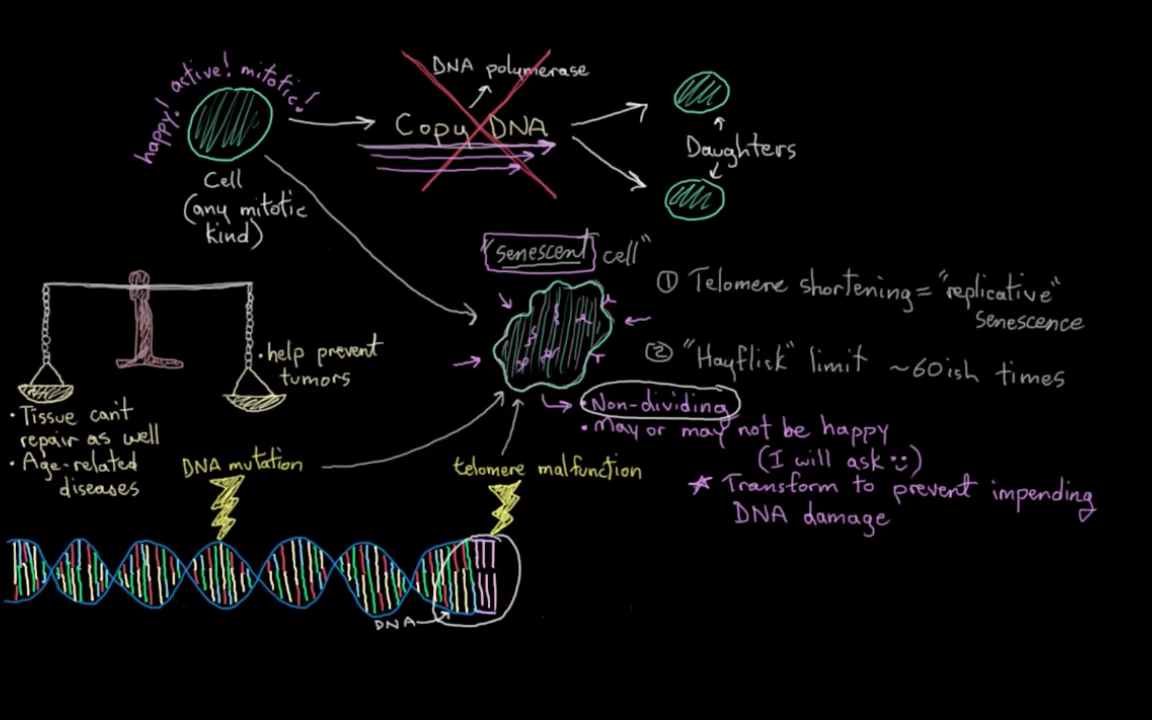 happy! active! mitotic!
DNA polymerase
Copy DNA
Cell
(any mitotic
kind)
Daughters
"senescent cell"
① Telomere shortening = "replicative"
senescence
② "Hayflick" limit ~60ish times
• help prevent
tumors
• Tissue can't
repair as well
• Age-related
diseases
• Non-dividing
• May or may not be happy
(I will ask )
DNA mutation
telomere malfunction
Transform to prevent impending
DNA damage
DNA